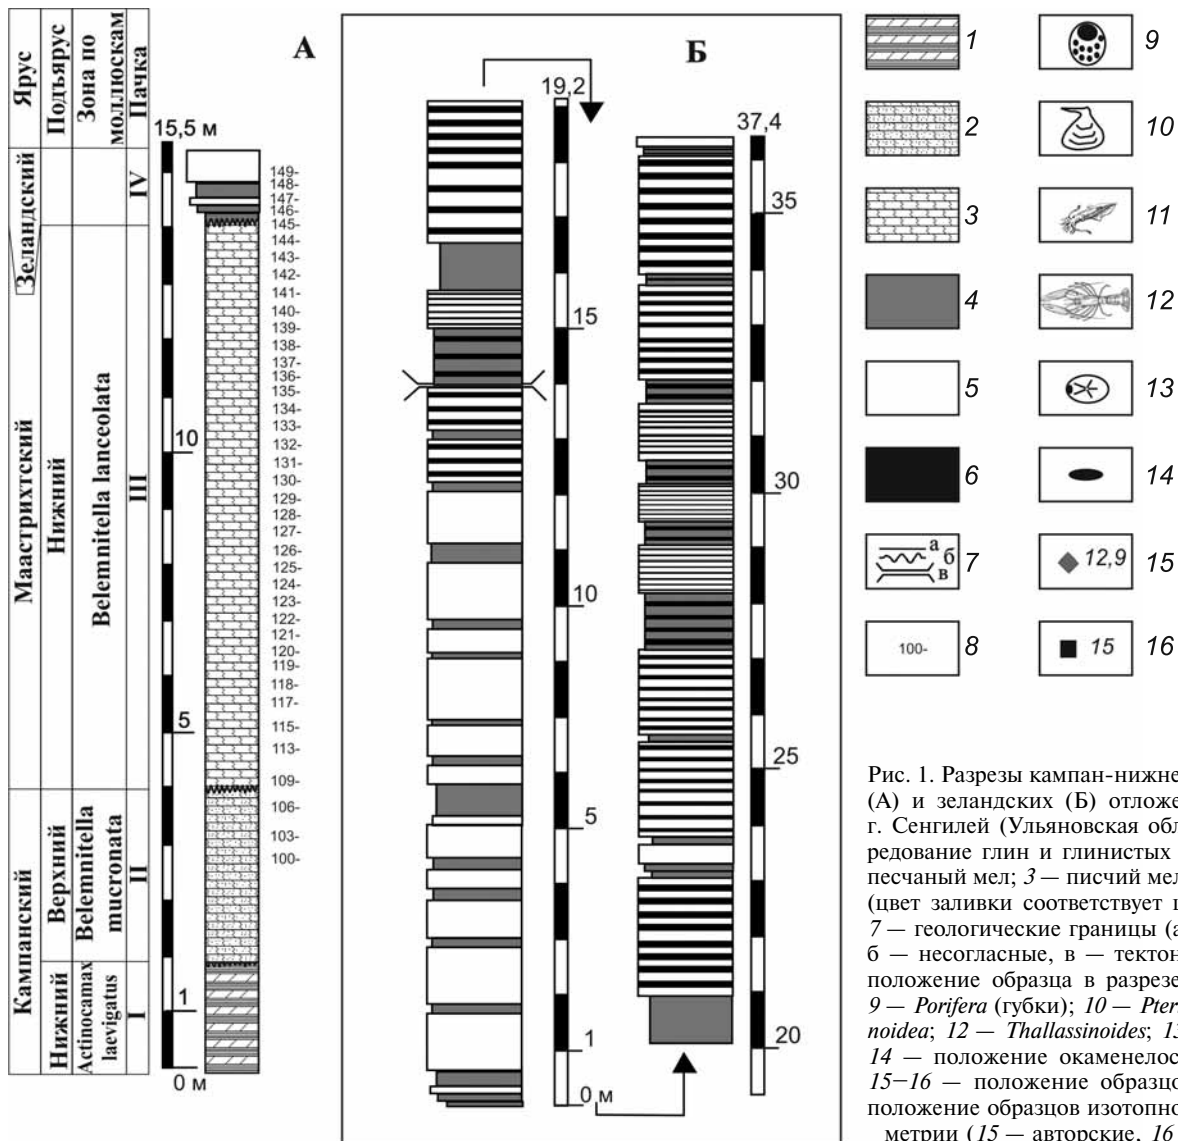 Ярус
Подъярус
Зона по
моллюскам
Пачка
А
15,5 м
Зеландский
Маастрихтский
Кампанский
Нижний
Верхний
Нижний
Belemnitella lanceolata
Belemnitella
mucronata
Actinocamax
laevigatus
IV
III
II
I
10
5
1
0 м
149-
148-
147-
146-
145-
144-
143-
142-
141-
140-
139-
138-
137-
136-
135-
134-
133-
132-
131-
130-
129-
128-
127-
126-
125-
124-
123-
122-
121-
120-
119-
118-
117-
115-
113-
109-
106-
103-
100-
Б
19,2
15
10
5
1
0 м
37,4
35
30
25
20
1
2
3
4
5
6
а
б
в
7
100-
8
9
10
11
12
13
14
12,9
15
15
16
Рис. 1. Разрезы кампан-нижне
(А) и зеландских (Б) отложе
г. Сенгилей (Ульяновская обл
редование глин и глинистых
песчаный мел; 3 — писчий мел
(цвет заливки соответствует ц
7 — геологические границы (а
б — несогласные, в — тектон
положение образца в разрезе
9 — Porifera (губки); 10 — Pter
noidea; 12 — Thallassinoides; 13
14 — положение окаменелос
15—16 — положение образцо
положение образцов изотопно
метрии (15 — авторские, 16